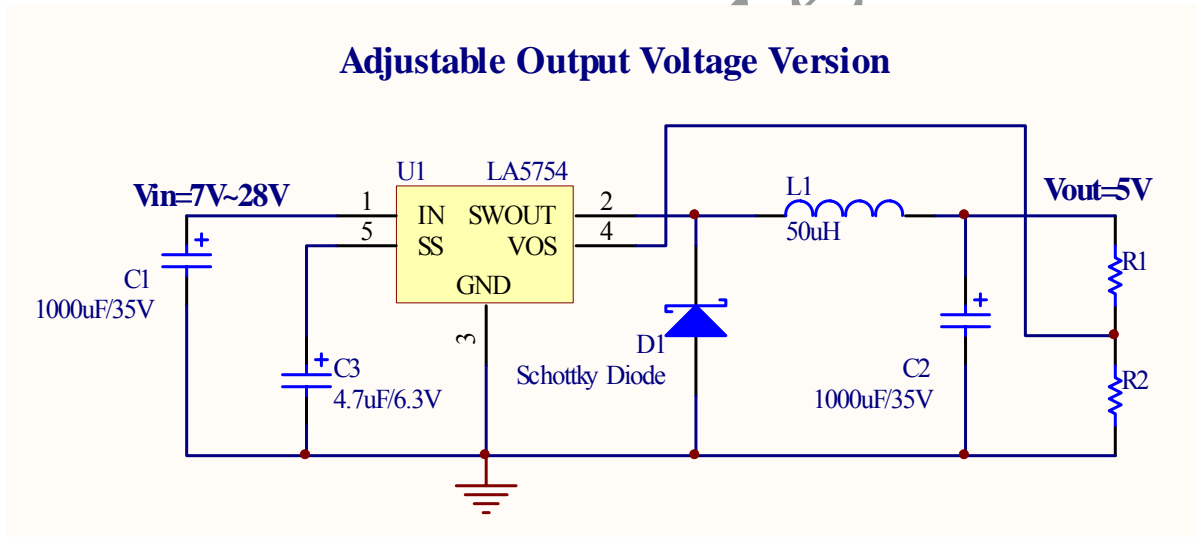 Adjustable Output Voltage Version
U1 LA5754
Vin=7V~28V
1 IN SWOUT 2
5 SS VOS 4
GND
3
L1
50uH
Vout=5V
C1
1000uF/35V
C3
4.7uF/6.3V
D1
Schottky Diode
C2
1000uF/35V
R1
R2